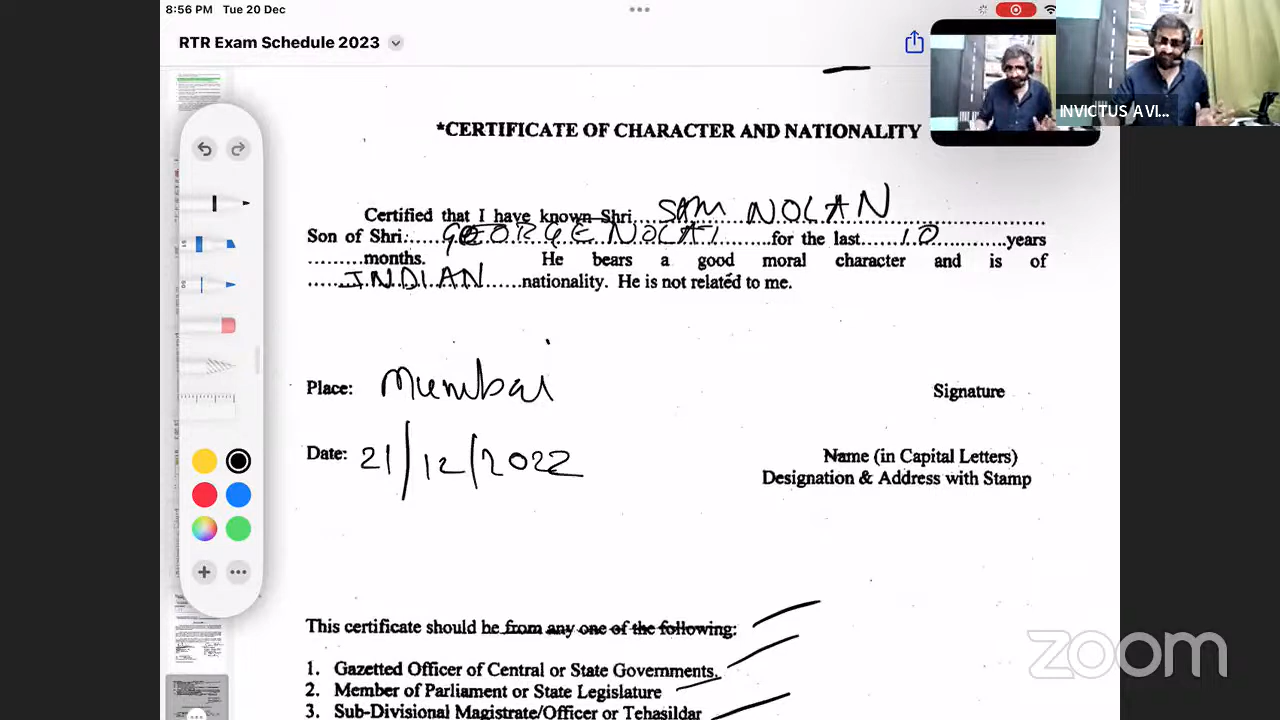 8:56 PM Tue 20 Dec
RTR Exam Schedule 2023
INVICTUS AVI...
*CERTIFICATE OF CHARACTER AND NATIONALITY
Certified that I have known Shri....SAM NOLAN....
Son of Shri:....GEORGE NOLAN....for the last....10....years
.........months. He bears a good moral character and is of
......INDIAN......nationality. He is not related to me.
Place: Mumbai
Signature
Date: 21/12/2022
Name (in Capital Letters)
Designation & Address with Stamp
This certificate should be from any one of the following:
1. Gazetted Officer of Central or State Governments.
2. Member of Parliament or State Legislature
3. Sub-Divisional Magistrate/Officer or Tehasildar
zoom